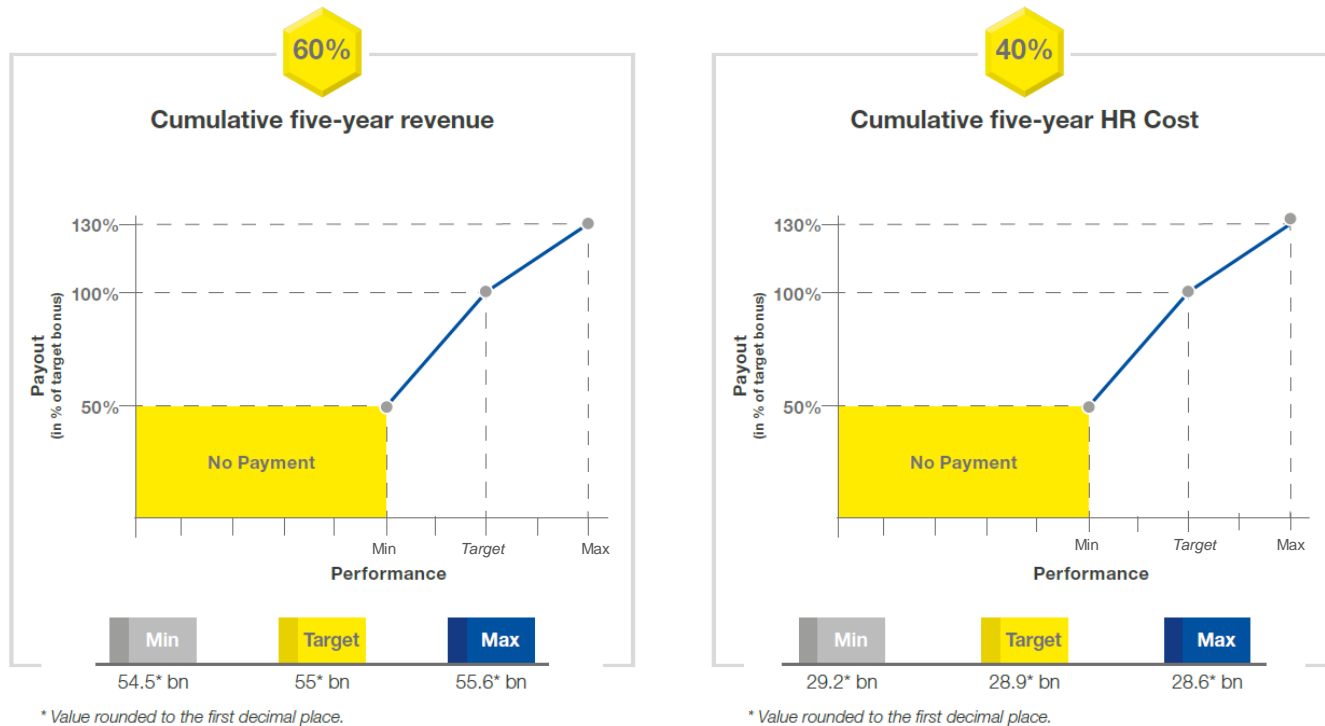 60%
Cumulative five-year revenue
Payout
(in % of target bonus)
130%
100%
50%
No Payment
Min
Target
Max
Performance
Min
Target
Max
54.5* bn
55* bn
55.6* bn
* Value rounded to the first decimal place.
40%
Cumulative five-year HR Cost
Payout
(in % of target bonus)
130%
100%
50%
No Payment
Min
Target
Max
Performance
Min
Target
Max
29.2* bn
28.9* bn
28.6* bn
* Value rounded to the first decimal place.